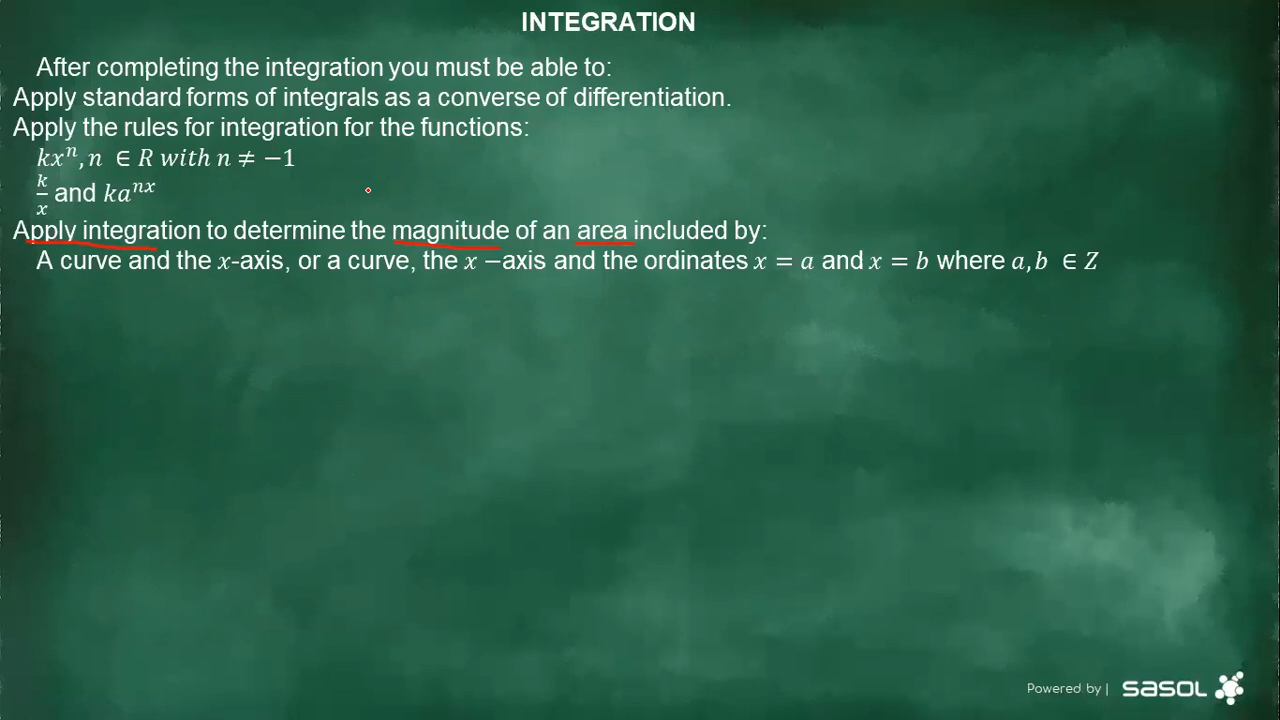 INTEGRATION
After completing the integration you must be able to:
Apply standard forms of integrals as a converse of differentiation.
Apply the rules for integration for the functions:
kxⁿ, n ∈ R with n ≠ −1
k/x and kaⁿˣ
Apply integration to determine the magnitude of an area included by:
A curve and the x-axis, or a curve, the x −axis and the ordinates x = a and x = b where a, b ∈ Z
Powered by | sasol